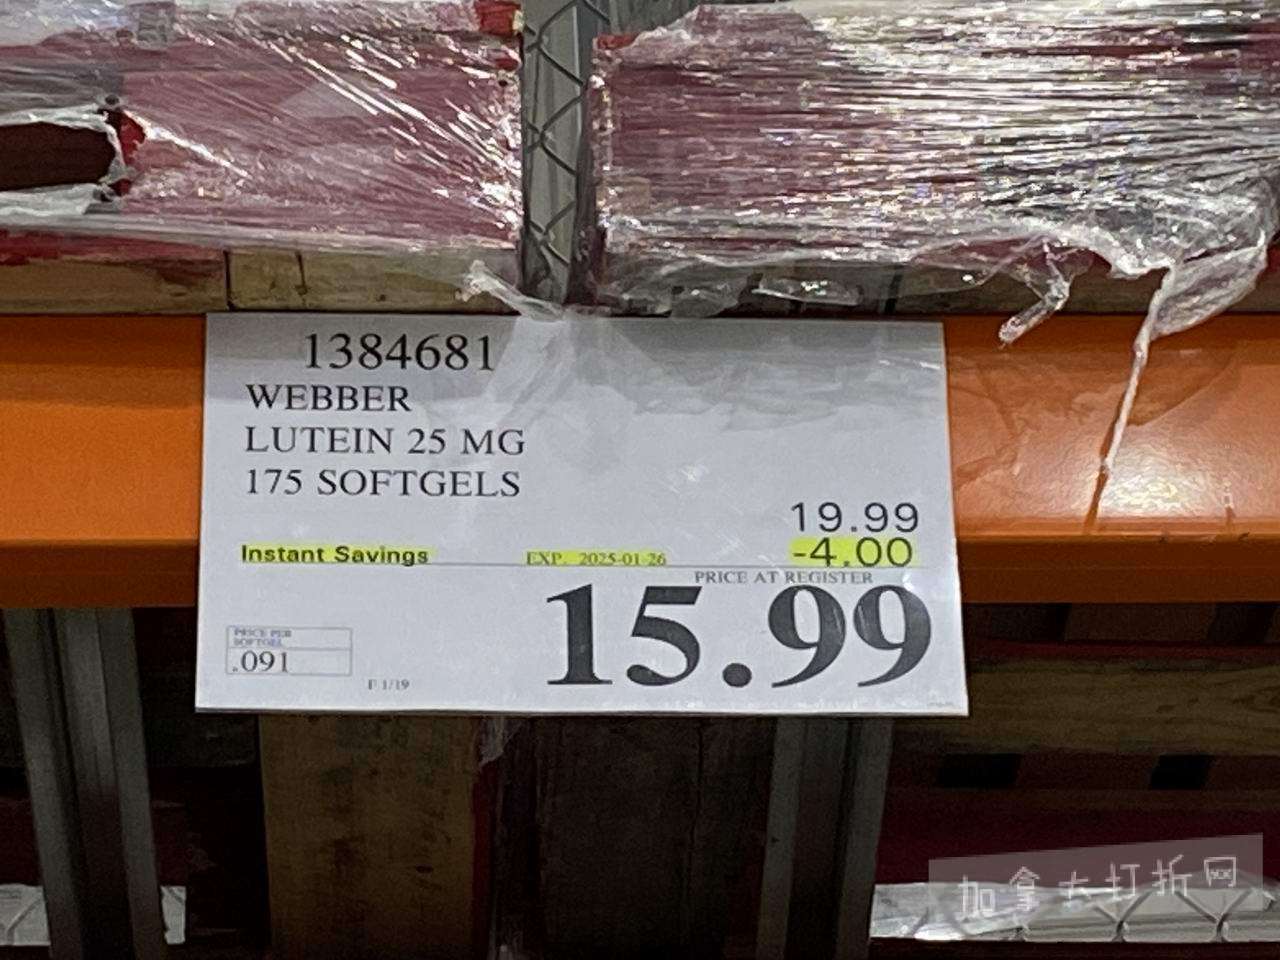 1384681
WEBBER
LUTEIN 25 MG
175 SOFTGELS
19.99
Instant Savings EXP. 2025-01-26 -4.00
PRICE AT REGISTER
15.99
PRICE PER
SOFTGEL
.091
F 1/19
加拿大打折网